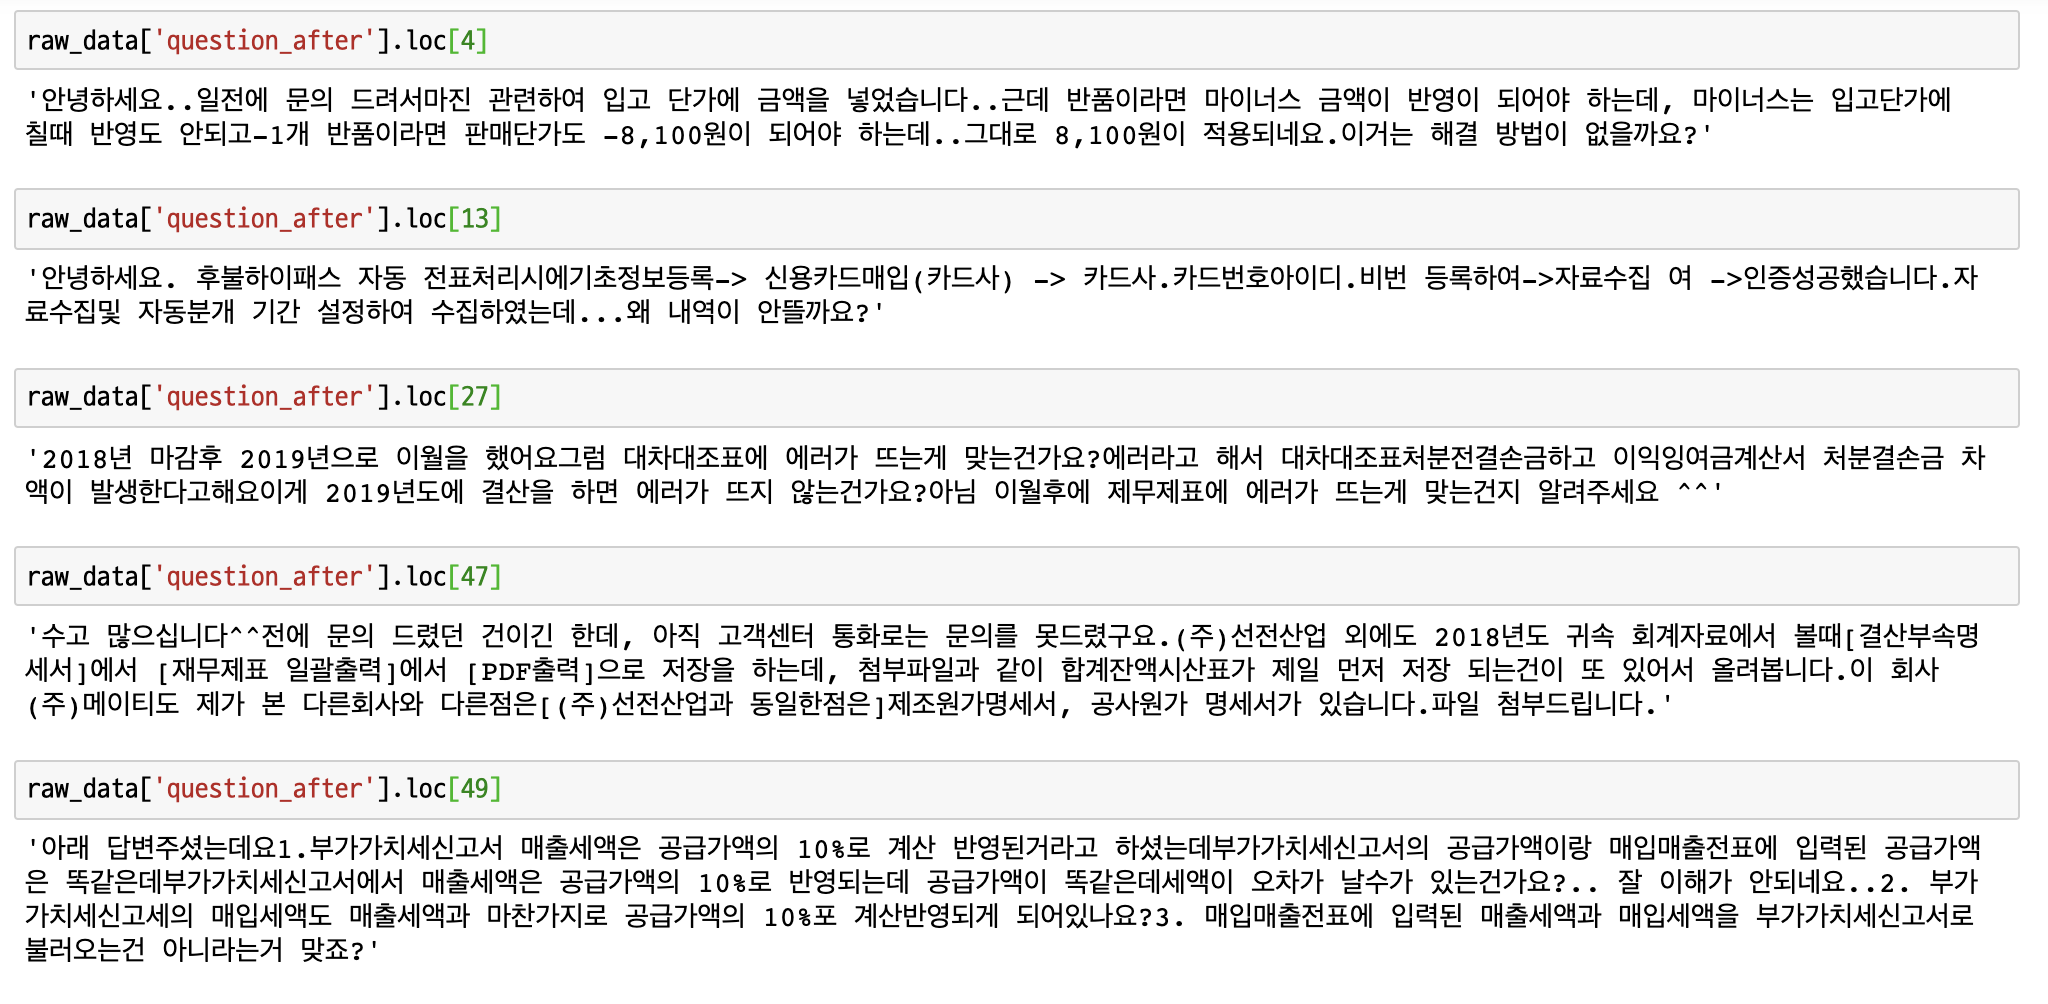 raw_data['question_after'].loc[4]
'안녕하세요..일전에 문의 드려서마진 관련하여 입고 단가에 금액을 넣었습니다..근데 반품이라면 마이너스 금액이 반영이 되어야 하는데, 마이너스는 입고단가에
칠때 반영도 안되고-1개 반품이라면 판매단가도 -8,100원이 되어야 하는데..그대로 8,100원이 적용되네요.이거는 해결 방법이 없을까요?'
raw_data['question_after'].loc[13]
'안녕하세요. 후불하이패스 자동 전표처리시에기초정보등록-> 신용카드매입(카드사) -> 카드사.카드번호아이디.비번 등록하여->자료수집 여 ->인증성공했습니다.자
료수집및 자동분개 기간 설정하여 수집하였는데...왜 내역이 안뜰까요?'
raw_data['question_after'].loc[27]
'2018년 마감후 2019년으로 이월을 했어요그럼 대차대조표에 에러가 뜨는게 맞는건가요?에러라고 해서 대차대조표처분전결손금하고 이익잉여금계산서 처분결손금 차
액이 발생한다고해요이게 2019년도에 결산을 하면 에러가 뜨지 않는건가요?아님 이월후에 제무제표에 에러가 뜨는게 맞는건지 알려주세요 ^^'
raw_data['question_after'].loc[47]
'수고 많으십니다^^전에 문의 드렸던 건이긴 한데, 아직 고객센터 통화로는 문의를 못드렸구요.(주)선전산업 외에도 2018년도 귀속 회계자료에서 볼때[결산부속명
세서]에서 [재무제표 일괄출력]에서 [PDF출력]으로 저장을 하는데, 첨부파일과 같이 합계잔액시산표가 제일 먼저 저장 되는건이 또 있어서 올려봅니다.이 회사
(주)메이티도 제가 본 다른회사와 다른점은[(주)선전산업과 동일한점은]제조원가명세서, 공사원가 명세서가 있습니다.파일 첨부드립니다.'
raw_data['question_after'].loc[49]
'아래 답변주셨는데요1.부가가치세신고서 매출세액은 공급가액의 10%로 계산 반영된거라고 하셨는데부가가치세신고서의 공급가액이랑 매입매출전표에 입력된 공급가액
은 똑같은데부가가치세신고서에서 매출세액은 공급가액의 10%로 반영되는데 공급가액이 똑같은데세액이 오차가 날수가 있는건가요?.. 잘 이해가 안되네요..2. 부가
가치세신고세의 매입세액도 매출세액과 마찬가지로 공급가액의 10%포 계산반영되게 되어있나요?3. 매입매출전표에 입력된 매출세액과 매입세액을 부가가치세신고서로
불러오는건 아니라는거 맞죠?'